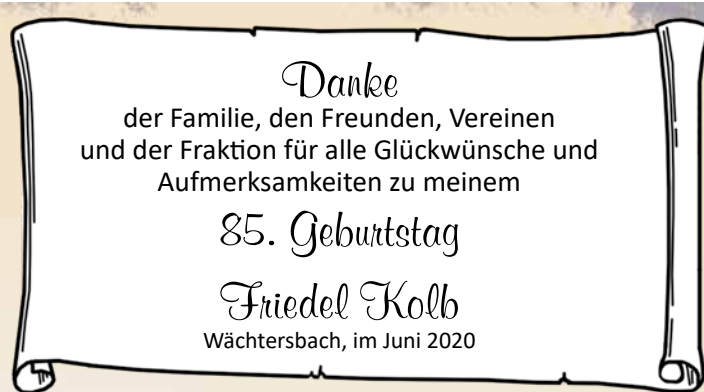 Danke
der Familie, den Freunden, Vereinen
und der Fraktion für alle Glückwünsche und
Aufmerksamkeiten zu meinem
85. Geburtstag
Friedel Kolb
Wächtersbach, im Juni 2020